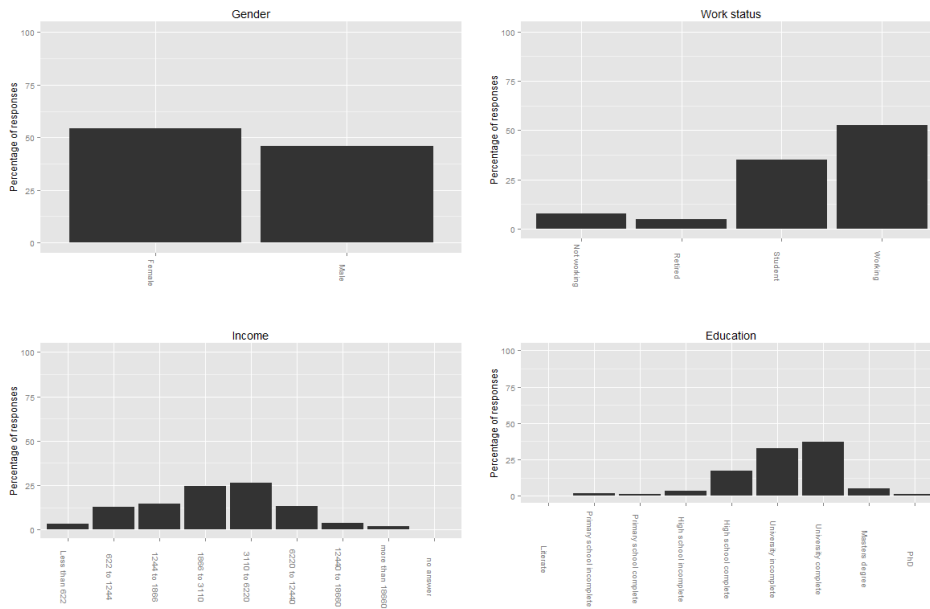 Gender
Percentage of responses
100
75
50
25
0
Female
Male
Work status
Percentage of responses
100
75
50
25
0
Not working
Retired
Student
Working
Income
Percentage of responses
100
75
50
25
0
Less than 622
622 to 1244
1244 to 1866
1866 to 3110
3110 to 6220
6220 to 12440
12440 to 18660
more than 18660
no answer
Education
Percentage of responses
100
75
50
25
0
Literate
Primary school incomplete
Primary school complete
High school incomplete
High school complete
University incomplete
University complete
Masters degree
PhD